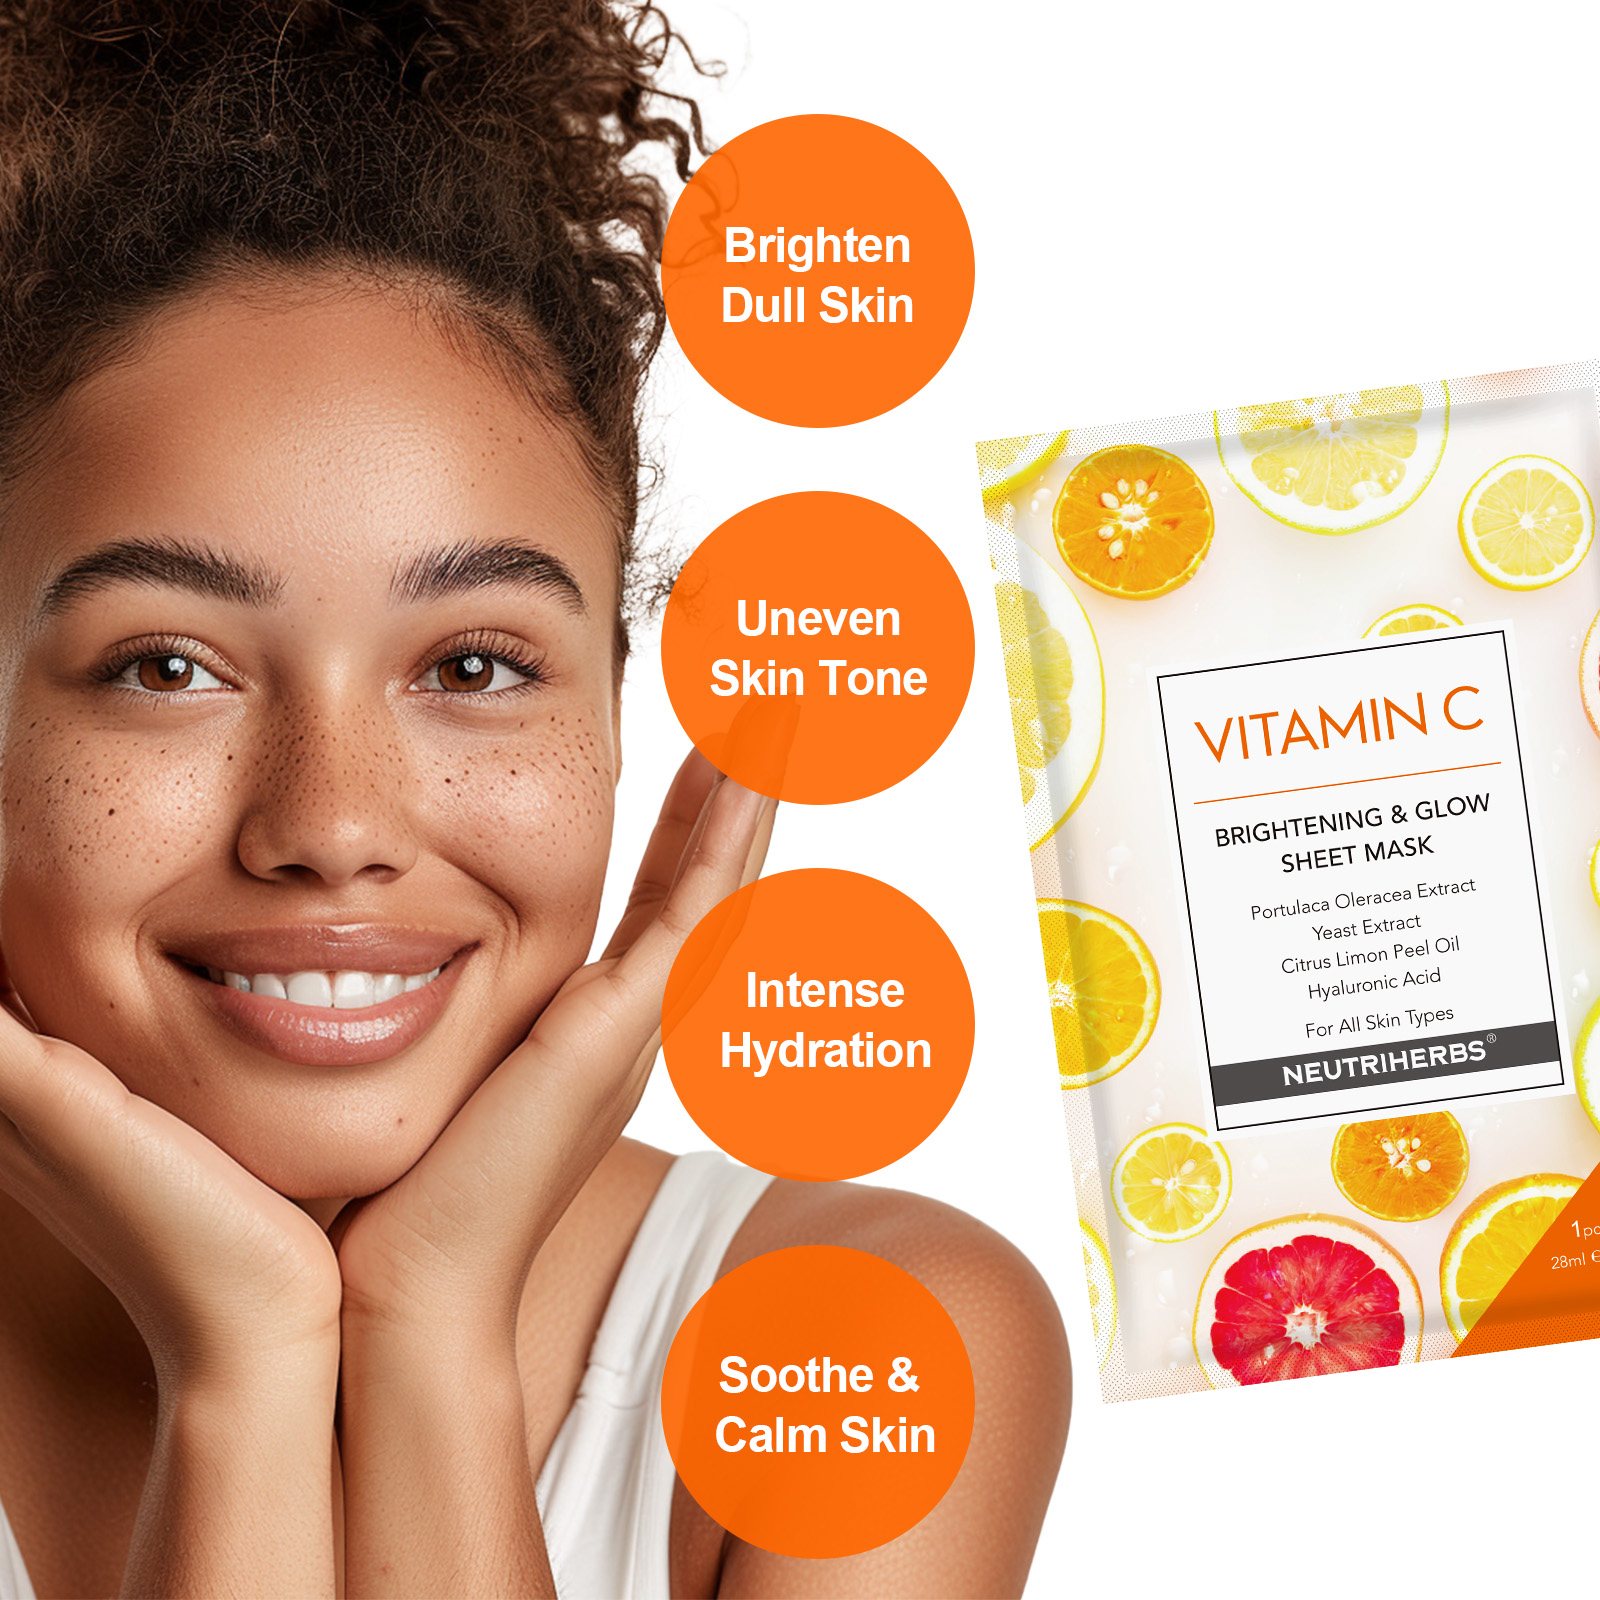 Brighten
Dull Skin
Uneven
Skin Tone
Intense
Hydration
Soothe &
Calm Skin
VITAMIN C
BRIGHTENING & GLOW
SHEET MASK
Portulaca Oleracea Extract
Yeast Extract
Citrus Limon Peel Oil
Hyaluronic Acid
For All Skin Types
NEUTRIHERBS®
28ml